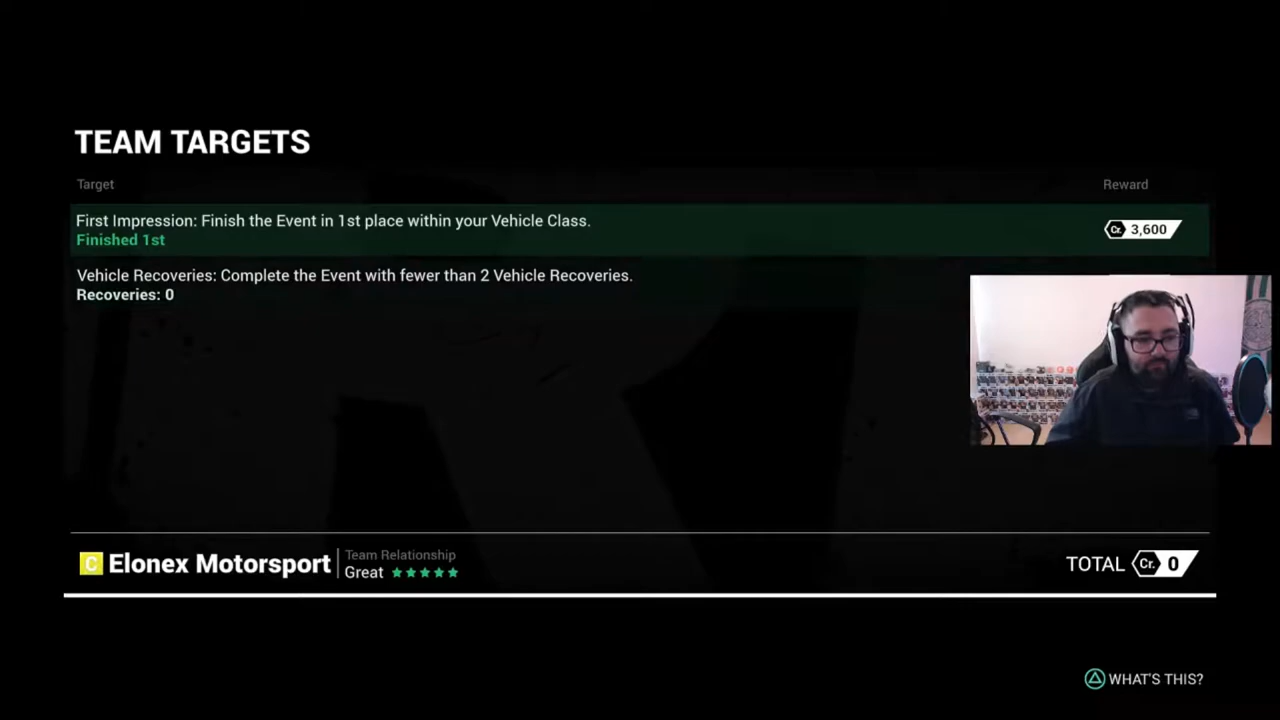 TEAM TARGETS
Target Reward
First Impression: Finish the Event in 1st place within your Vehicle Class.
Finished 1st
Cr. 3,600
Vehicle Recoveries: Complete the Event with fewer than 2 Vehicle Recoveries.
Recoveries: 0
C Elonex Motorsport
Team Relationship
Great
TOTAL Cr. 0
WHAT'S THIS?